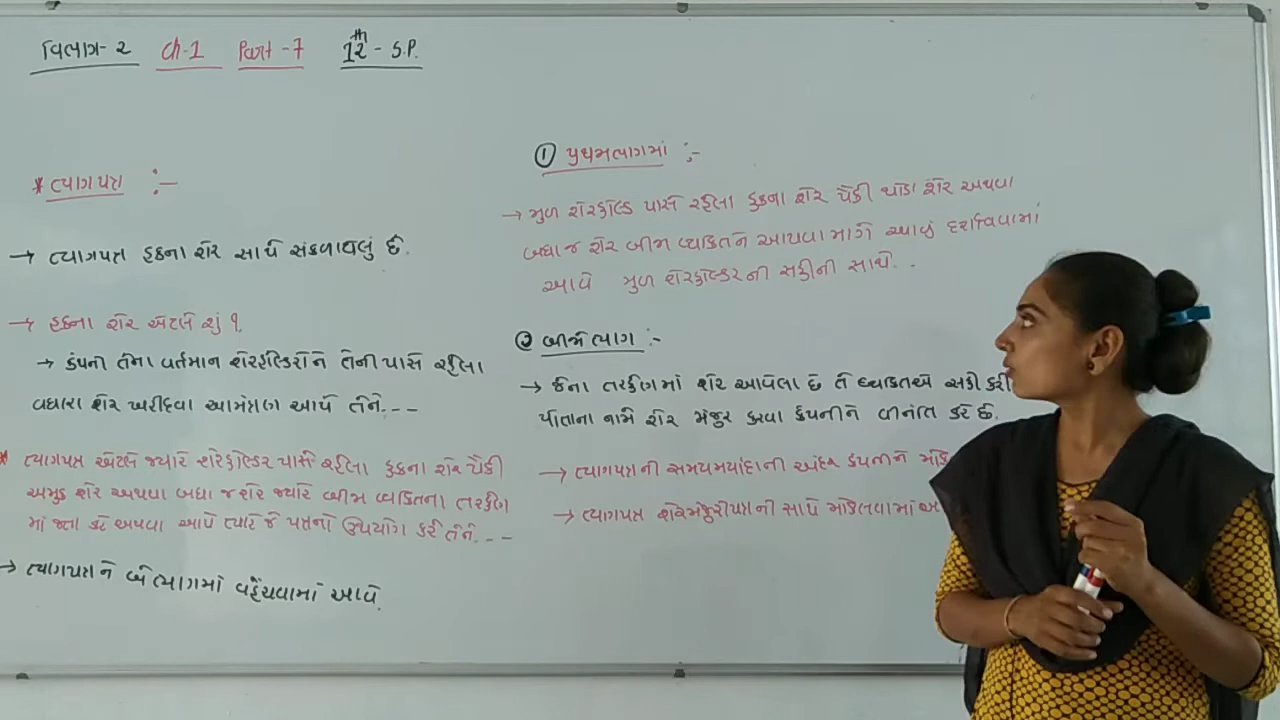 વિભાગ-૨ Ch-1 Part-7 12th - S.P.
* ત્યાગપત્ર :-
→ ત્યાગપત્ર હકના શેર સાથે સંકળાયેલું છે.
→ હકના શેર એટલે શું ?
→ કંપની તેના વર્તમાન શેરહોલ્ડરોને તેની પાસે રહેલા
વધારા શેર ખરીદવા આમંત્રણ આપે તેને---
* ત્યાગપત્ર એટલે જ્યારે શેરહોલ્ડર પાસે રહેલા હકના શેર પૈકી
અમુક શેર અથવા બધા જ શેર જ્યારે બીજી વ્યક્તિના તરફેણ
માં જતા કરે અથવા આપે ત્યારે જે પત્રનો ઉપયોગ કરે તેને---
→ ત્યાગપત્રને બે ભાગમાં વહેંચવામાં આવે.
① પ્રથમભાગમાં :-
→ મુળ શેરહોલ્ડર પાસે રહેલા હકના શેર પૈકી થોડા શેર અથવા
બધા જ શેર બીજી વ્યક્તિને આપવા માગે આવું દર્શાવવામાં
આવે મુળ શેરહોલ્ડરની સહીની સાથે..
② બીજો ભાગ :-
→ જેના તરફેણમાં શેર આપેલા છે તે વ્યક્તિએ સહી કરી
પોતાના નામે શેર મંજુર કરવા કંપનીને વીનંતિ કરે છે.
→ ત્યાગપત્રની સમયમર્યાદાની અંદર કંપનીને
→ ત્યાગપત્ર શેરમંજુરીપત્રની સાથે મોકલવામાં